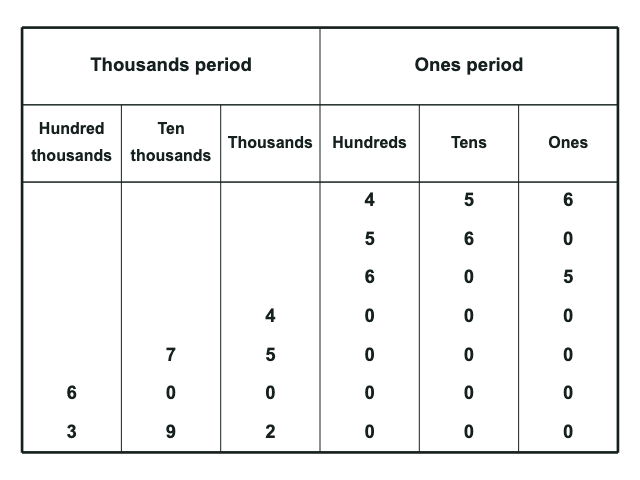 Thousands period Ones period
Hundred thousands Ten thousands Thousands Hundreds Tens Ones
4 5 6
5 6 0
6 0 5
4 0 0 0
7 5 0 0 0
6 0 0 0 0 0
3 9 2 0 0 0